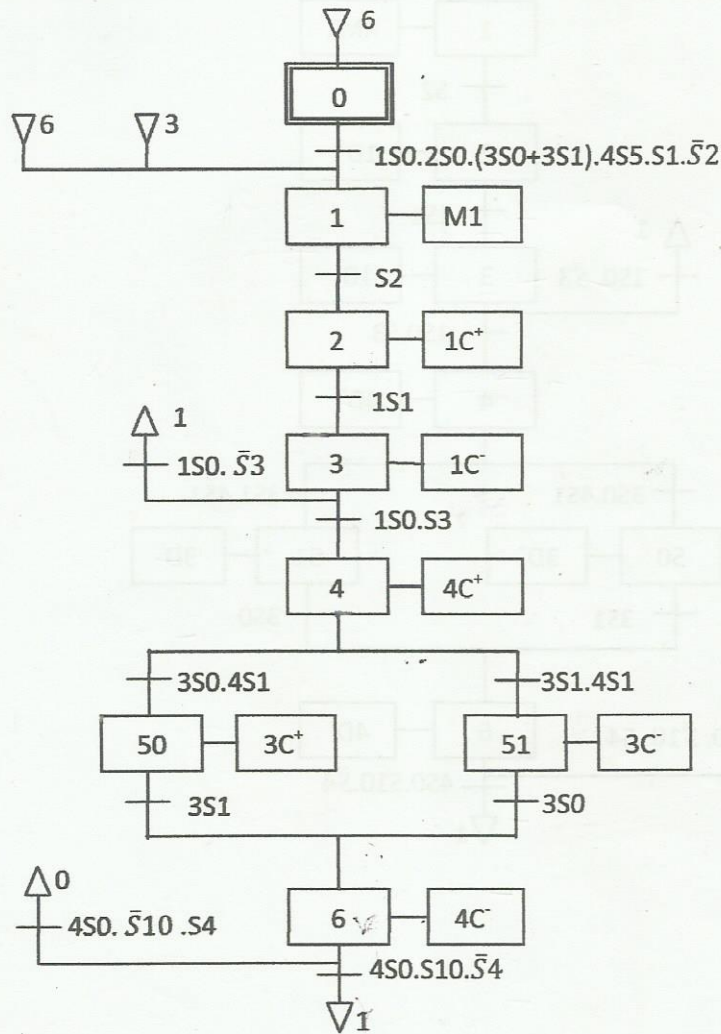 6
0
6 3
1S0.2S0.(3S0+3S1).4S5.S1.S̄2
1 M1
S2
2 1C⁺
1S1
1
1S0. S̄3
3 1C⁻
1S0.S3
4 4C⁺
3S0.4S1 3S1.4S1
50 3C⁺ 51 3C⁻
3S1 3S0
0
4S0. S̄10 .S4
6 4C⁻
4S0.S10.S̄4
1